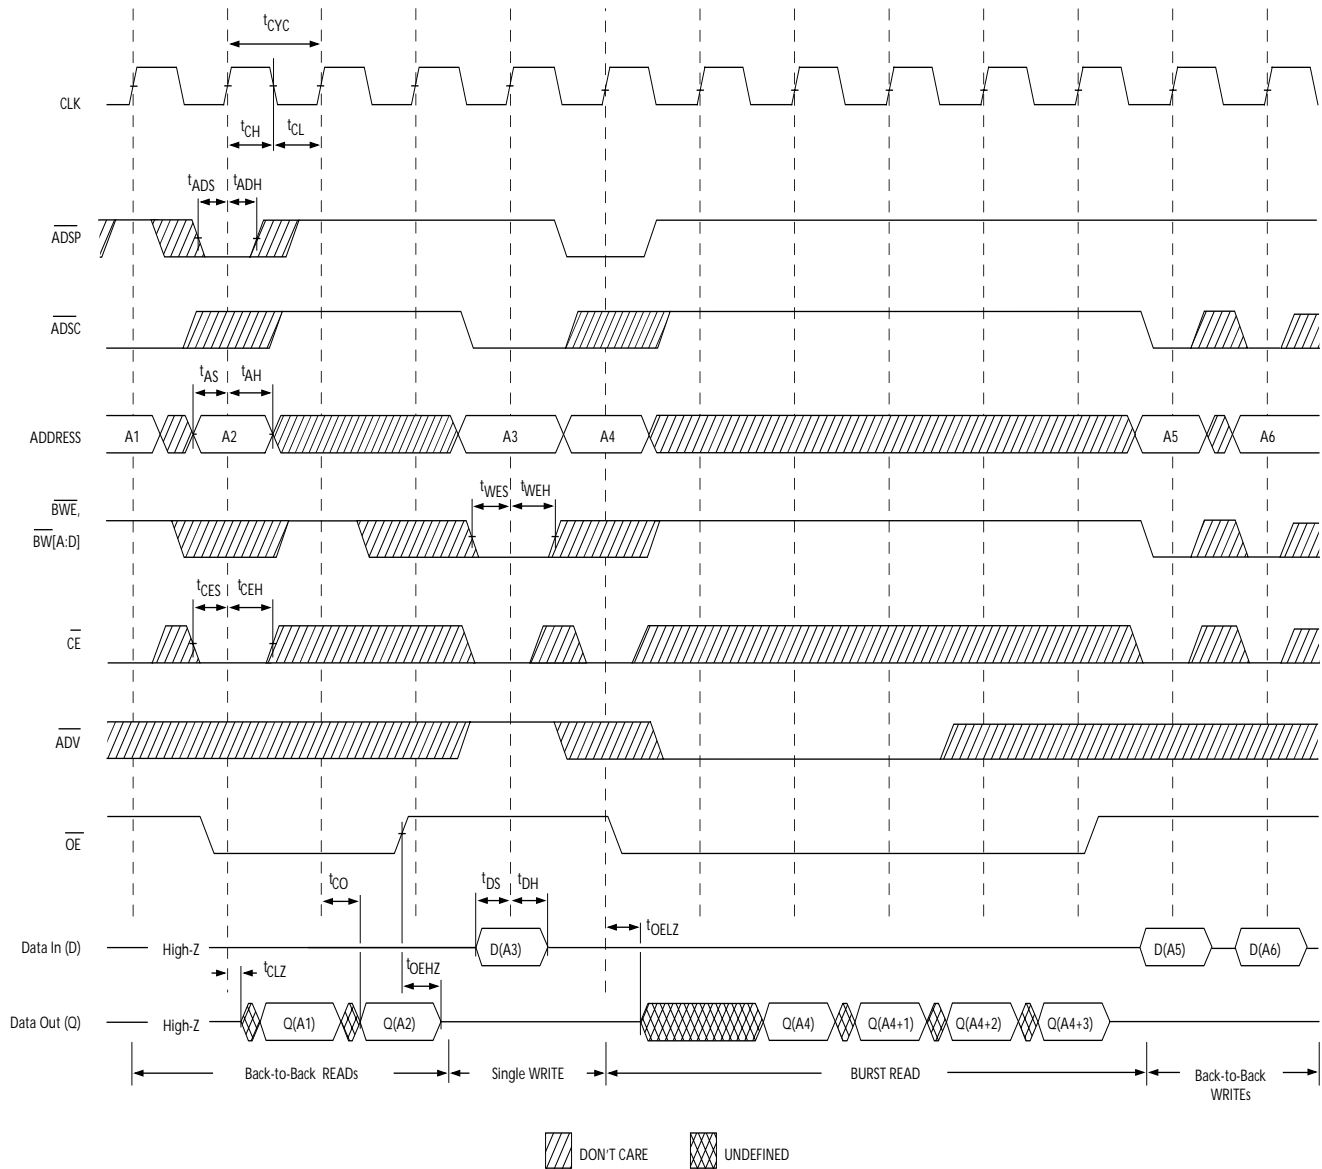 tCYC
CLK
tCH tCL
tADS tADH
ADSP
ADSC
tAS tAH
ADDRESS A1 A2 A3 A4 A5 A6
tWES tWEH
BWE,
BW[A:D]
tCES tCEH
CE
ADV
OE
tCO tDS tDH
tOELZ
Data In (D) High-Z D(A3) D(A5) D(A6)
tCLZ tOEHZ
Data Out (Q) High-Z Q(A1) Q(A2) Q(A4) Q(A4+1) Q(A4+2) Q(A4+3)
Back-to-Back READs Single WRITE BURST READ Back-to-Back
WRITEs
DON'T CARE UNDEFINED